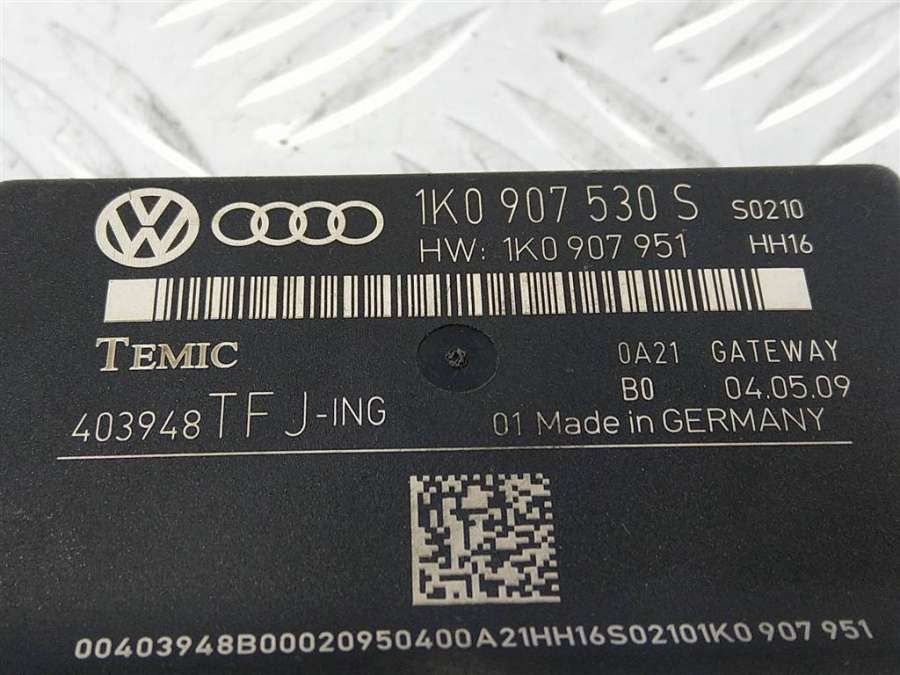 1K0 907 530 S S0210
HW: 1K0 907 951 HH16
TEMIC
0A21 GATEWAY
B0 04.05.09
403948TF J-ING
01 Made in GERMANY
00403948B00020950400A21HH16S02101K0 907 951